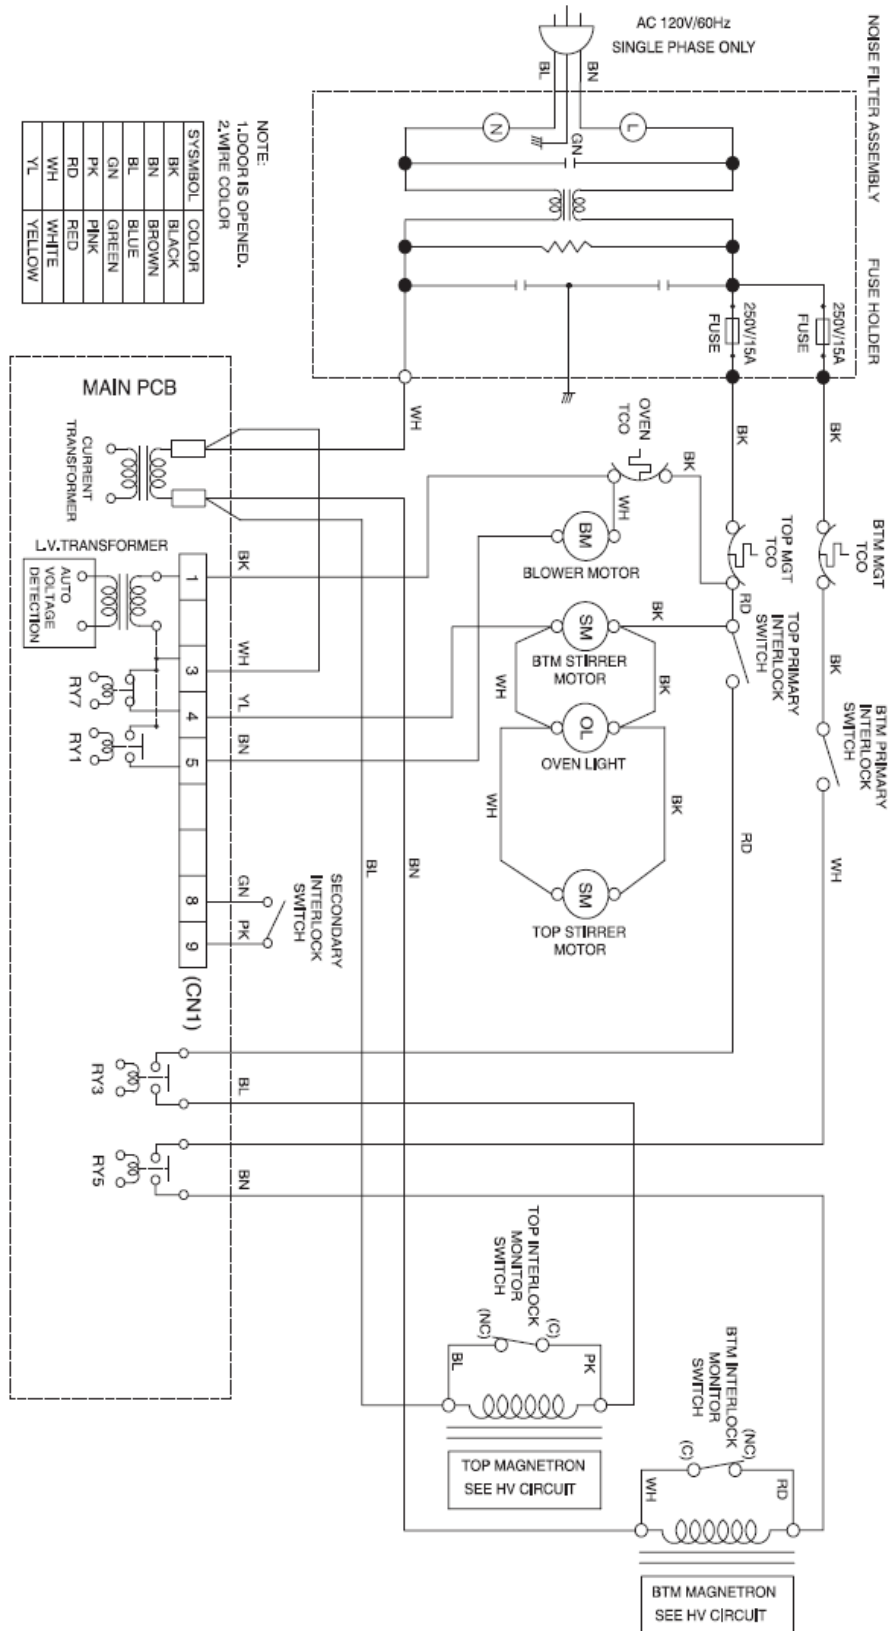 AC 120V/60Hz
SINGLE PHASE ONLY
NOISE FILTER ASSEMBLY
FUSE HOLDER
BL
BN
N
L
GN
NOTE:
1.DOOR IS OPENED.
2.WIRE COLOR
SYSMBOL COLOR
BK BLACK
BN BROWN
BL BLUE
GN GREEN
PK PINK
RD RED
WH WHITE
YL YELLOW
250V/15A
FUSE
250V/15A
FUSE
MAIN PCB
CURRENT
TRANSFORMER
WH
OVEN
TCO
BK
BK
BK
TOP MGT
TCO
BTM MGT
TCO
L.V.TRANSFORMER
AUTO
VOLTAGE
DETECTION
1
BK
WH
BM
BLOWER MOTOR
RD
TOP PRIMARY
INTERLOCK
SWITCH
BK
BTM PRIMARY
INTERLOCK
SWITCH
RY7
3
WH
4
YL
SM
BTM STIRRER
MOTOR
BK
WH
BK
RY1
5
BN
OL
OVEN LIGHT
WH
BK
RD
WH
BL
BN
8
GN
9
PK
SECONDARY
INTERLOCK
SWITCH
SM
TOP STIRRER
MOTOR
(CN1)
RY3
BL
RY5
BN
TOP INTERLOCK
MONITOR
SWITCH
(NC)
(C)
BL
PK
TOP MAGNETRON
SEE HV CIRCUIT
BTM INTERLOCK
MONITOR
SWITCH
(C)
(NC)
WH
RD
BTM MAGNETRON
SEE HV CIRCUIT